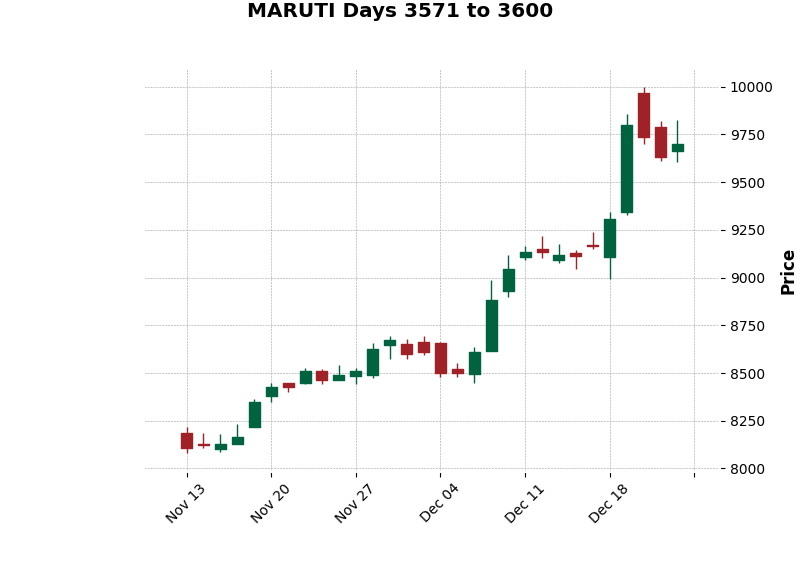 MARUTI Days 3571 to 3600
10000
9750
9500
9250
9000
8750
8500
8250
8000
Price
Nov 13
Nov 20
Nov 27
Dec 04
Dec 11
Dec 18